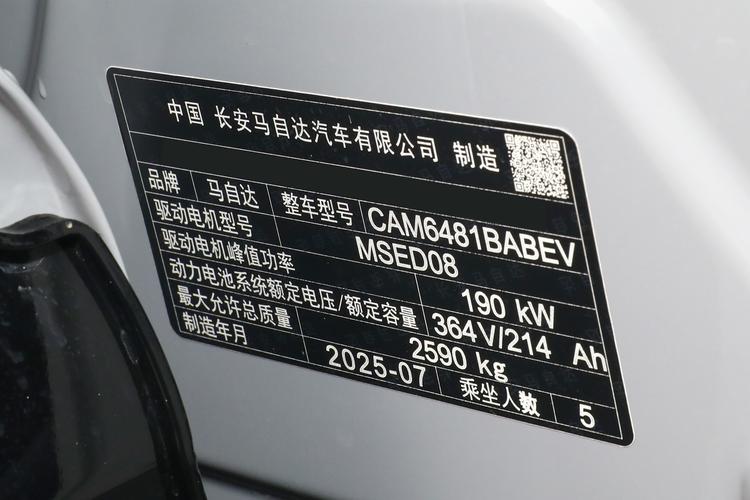 中国 长安马自达汽车有限公司 制造
品牌 马自达 整车型号 CAM6481BABEV
驱动电机型号 MSED08
驱动电机峰值功率 190 kW
动力电池系统额定电压/额定容量 364V/214 Ah
最大允许总质量 2590 kg
制造年月 2025-07 乘坐人数 5